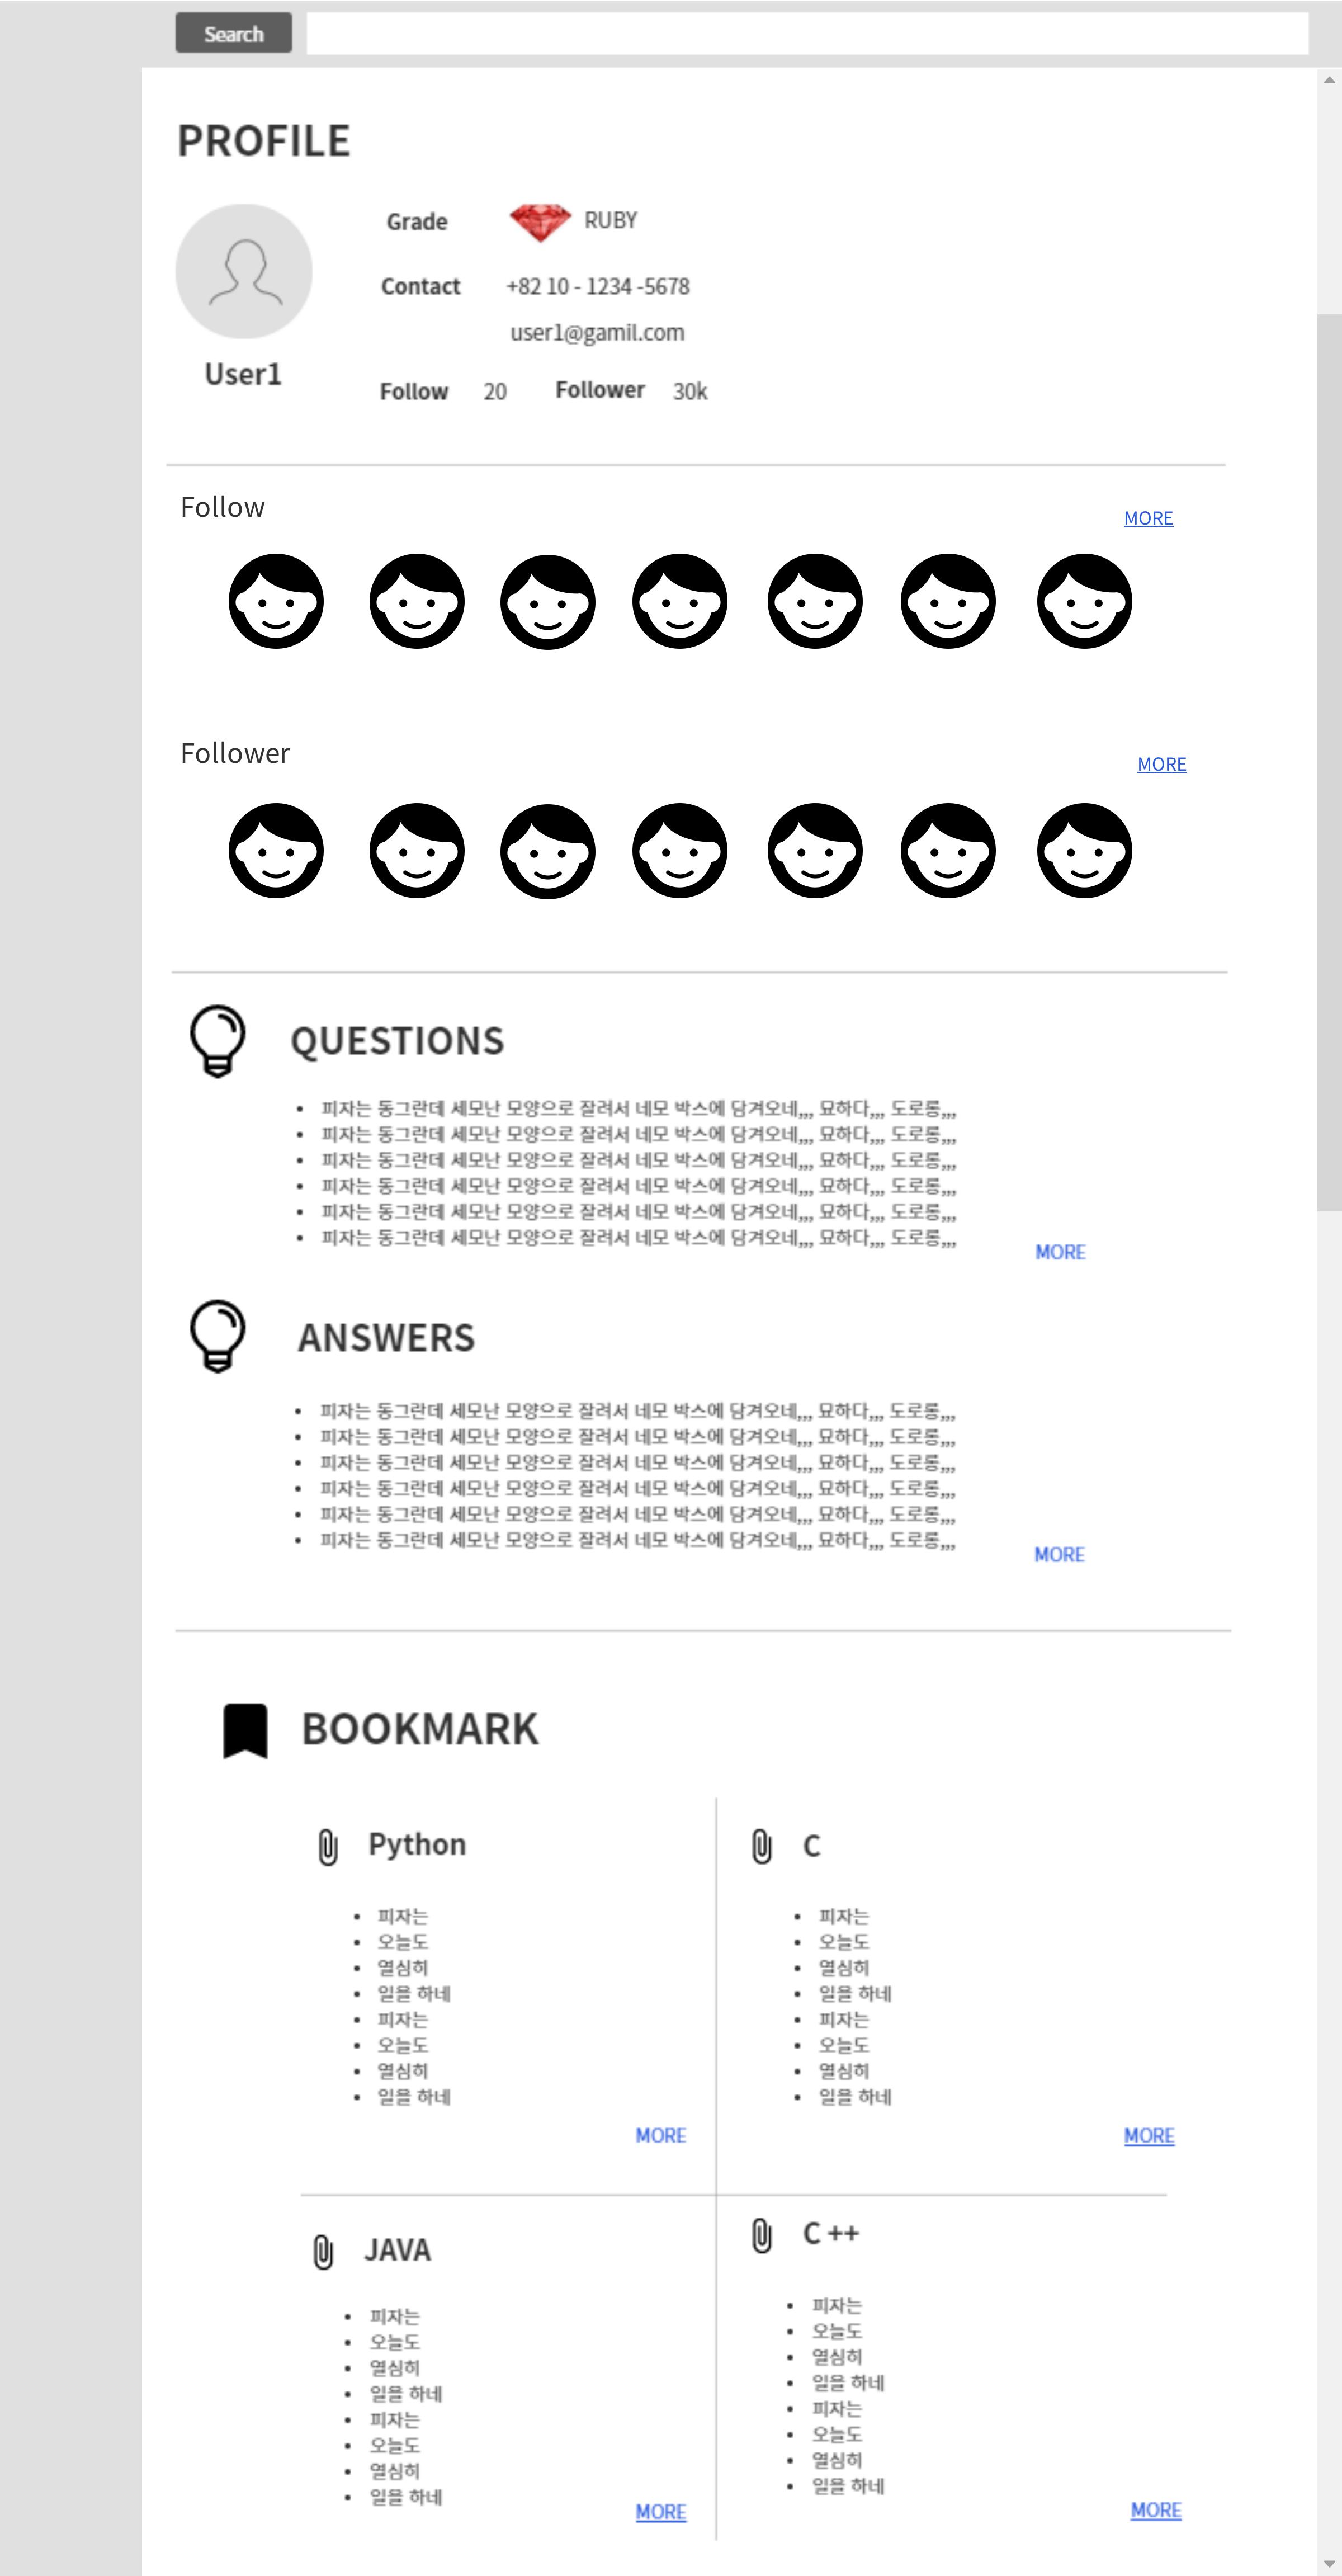 Search
PROFILE
Grade RUBY
Contact +82 10 - 1234 -5678
user1@gamil.com
User1
Follow 20 Follower 30k
Follow
MORE
Follower
MORE
QUESTIONS
• 피자는 동그란데 세모난 모양으로 잘려서 네모 박스에 담겨오네,,, 묘하다,,, 도로롱,,,
• 피자는 동그란데 세모난 모양으로 잘려서 네모 박스에 담겨오네,,, 묘하다,,, 도로롱,,,
• 피자는 동그란데 세모난 모양으로 잘려서 네모 박스에 담겨오네,,, 묘하다,,, 도로롱,,,
• 피자는 동그란데 세모난 모양으로 잘려서 네모 박스에 담겨오네,,, 묘하다,,, 도로롱,,,
• 피자는 동그란데 세모난 모양으로 잘려서 네모 박스에 담겨오네,,, 묘하다,,, 도로롱,,,
• 피자는 동그란데 세모난 모양으로 잘려서 네모 박스에 담겨오네,,, 묘하다,,, 도로롱,,,
MORE
ANSWERS
• 피자는 동그란데 세모난 모양으로 잘려서 네모 박스에 담겨오네,,, 묘하다,,, 도로롱,,,
• 피자는 동그란데 세모난 모양으로 잘려서 네모 박스에 담겨오네,,, 묘하다,,, 도로롱,,,
• 피자는 동그란데 세모난 모양으로 잘려서 네모 박스에 담겨오네,,, 묘하다,,, 도로롱,,,
• 피자는 동그란데 세모난 모양으로 잘려서 네모 박스에 담겨오네,,, 묘하다,,, 도로롱,,,
• 피자는 동그란데 세모난 모양으로 잘려서 네모 박스에 담겨오네,,, 묘하다,,, 도로롱,,,
• 피자는 동그란데 세모난 모양으로 잘려서 네모 박스에 담겨오네,,, 묘하다,,, 도로롱,,,
MORE
BOOKMARK
Python
• 피자는
• 오늘도
• 열심히
• 일을 하네
• 피자는
• 오늘도
• 열심히
• 일을 하네
MORE
C
• 피자는
• 오늘도
• 열심히
• 일을 하네
• 피자는
• 오늘도
• 열심히
• 일을 하네
MORE
JAVA
• 피자는
• 오늘도
• 열심히
• 일을 하네
• 피자는
• 오늘도
• 열심히
• 일을 하네
MORE
C ++
• 피자는
• 오늘도
• 열심히
• 일을 하네
• 피자는
• 오늘도
• 열심히
• 일을 하네
MORE